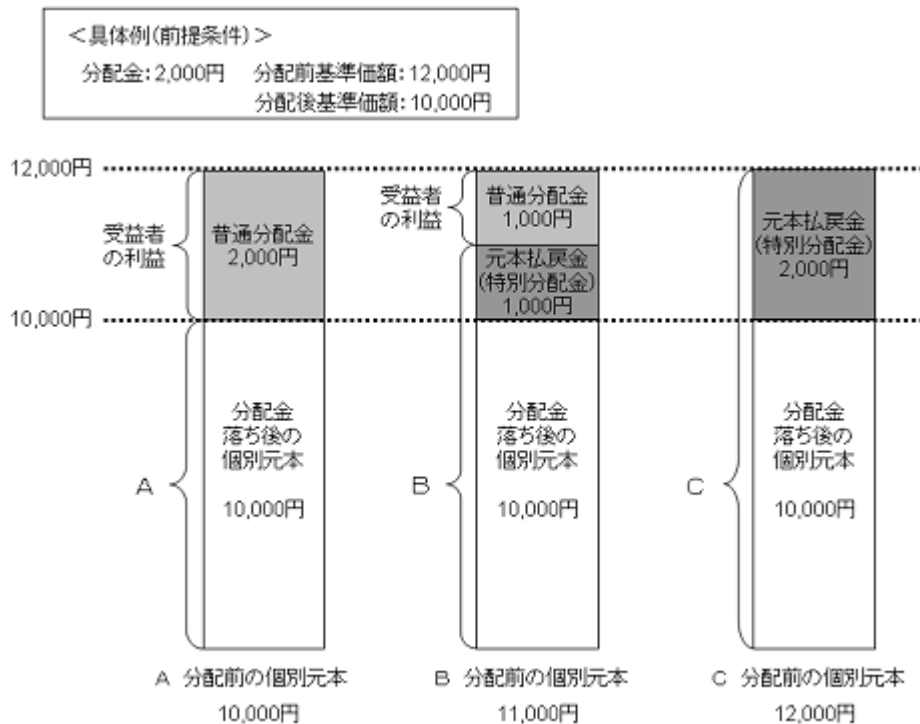 ＜具体例(前提条件)＞
分配金:2,000円 分配前基準価額:12,000円
分配後基準価額:10,000円
12,000円
受益者
の利益
普通分配金
2,000円
受益者
の利益
普通分配金
1,000円
元本払戻金
(特別分配金)
1,000円
元本払戻金
(特別分配金)
2,000円
10,000円
A
分配金
落ち後の
個別元本
10,000円
B
分配金
落ち後の
個別元本
10,000円
C
分配金
落ち後の
個別元本
10,000円
A 分配前の個別元本
10,000円
B 分配前の個別元本
11,000円
C 分配前の個別元本
12,000円